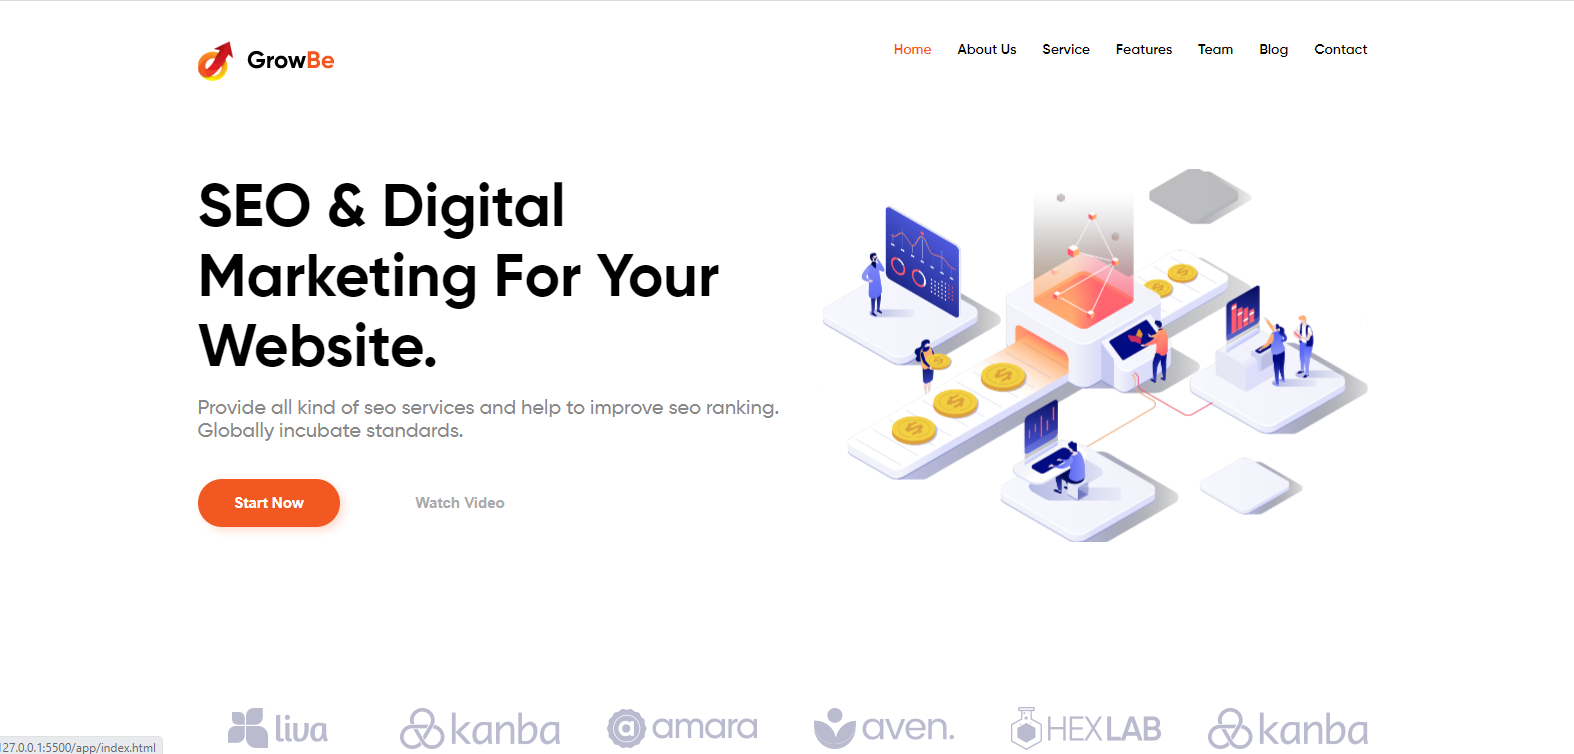 GrowBe
Home About Us Service Features Team Blog Contact
SEO & Digital
Marketing For Your
Website.
Provide all kind of seo services and help to improve seo ranking.
Globally incubate standards.
Start Now Watch Video
liva kanba amara aven. HEXLAB kanba
127.0.0.1:5500/app/index.html